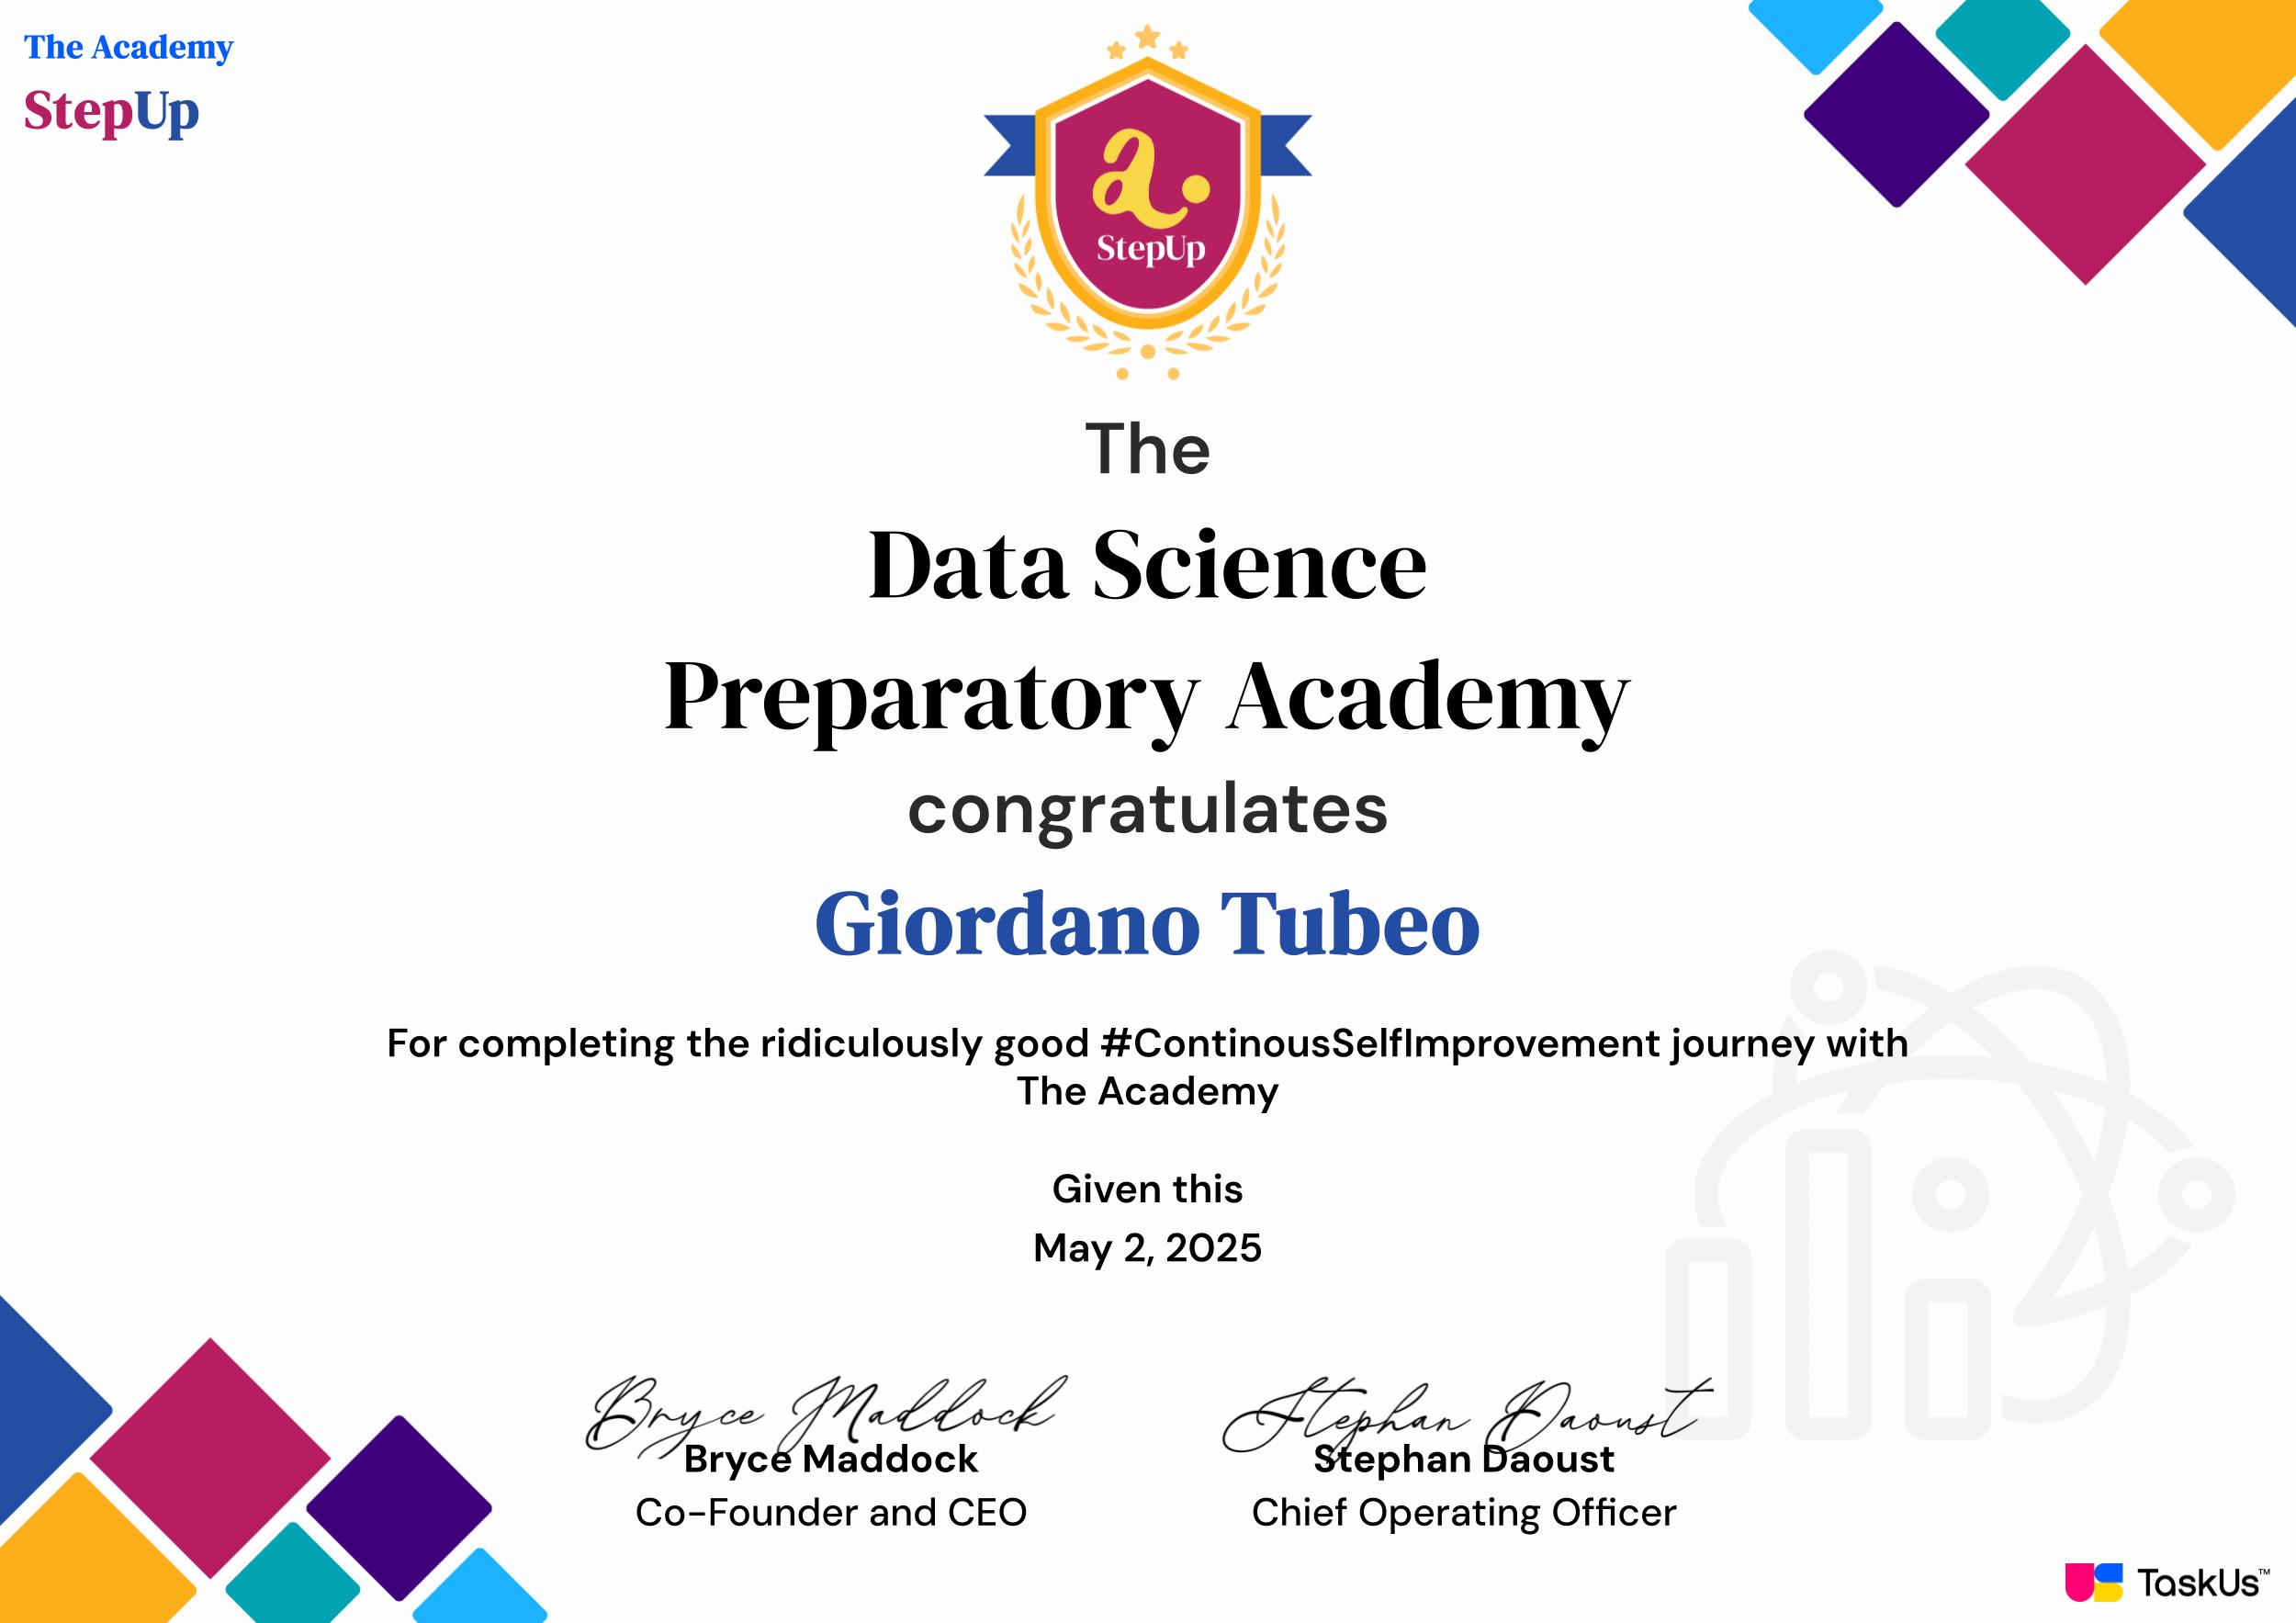 The Academy
StepUp
a.
StepUp
The
Data Science
Preparatory Academy
congratulates
Giordano Tubeo
For completing the ridiculously good #ContinousSelfImprovement journey with
The Academy
Given this
May 2, 2025
Bryce Maddock
Stephan Daoust
Bryce Maddock
Stephan Daoust
Co-Founder and CEO
Chief Operating Officer
TaskUs™